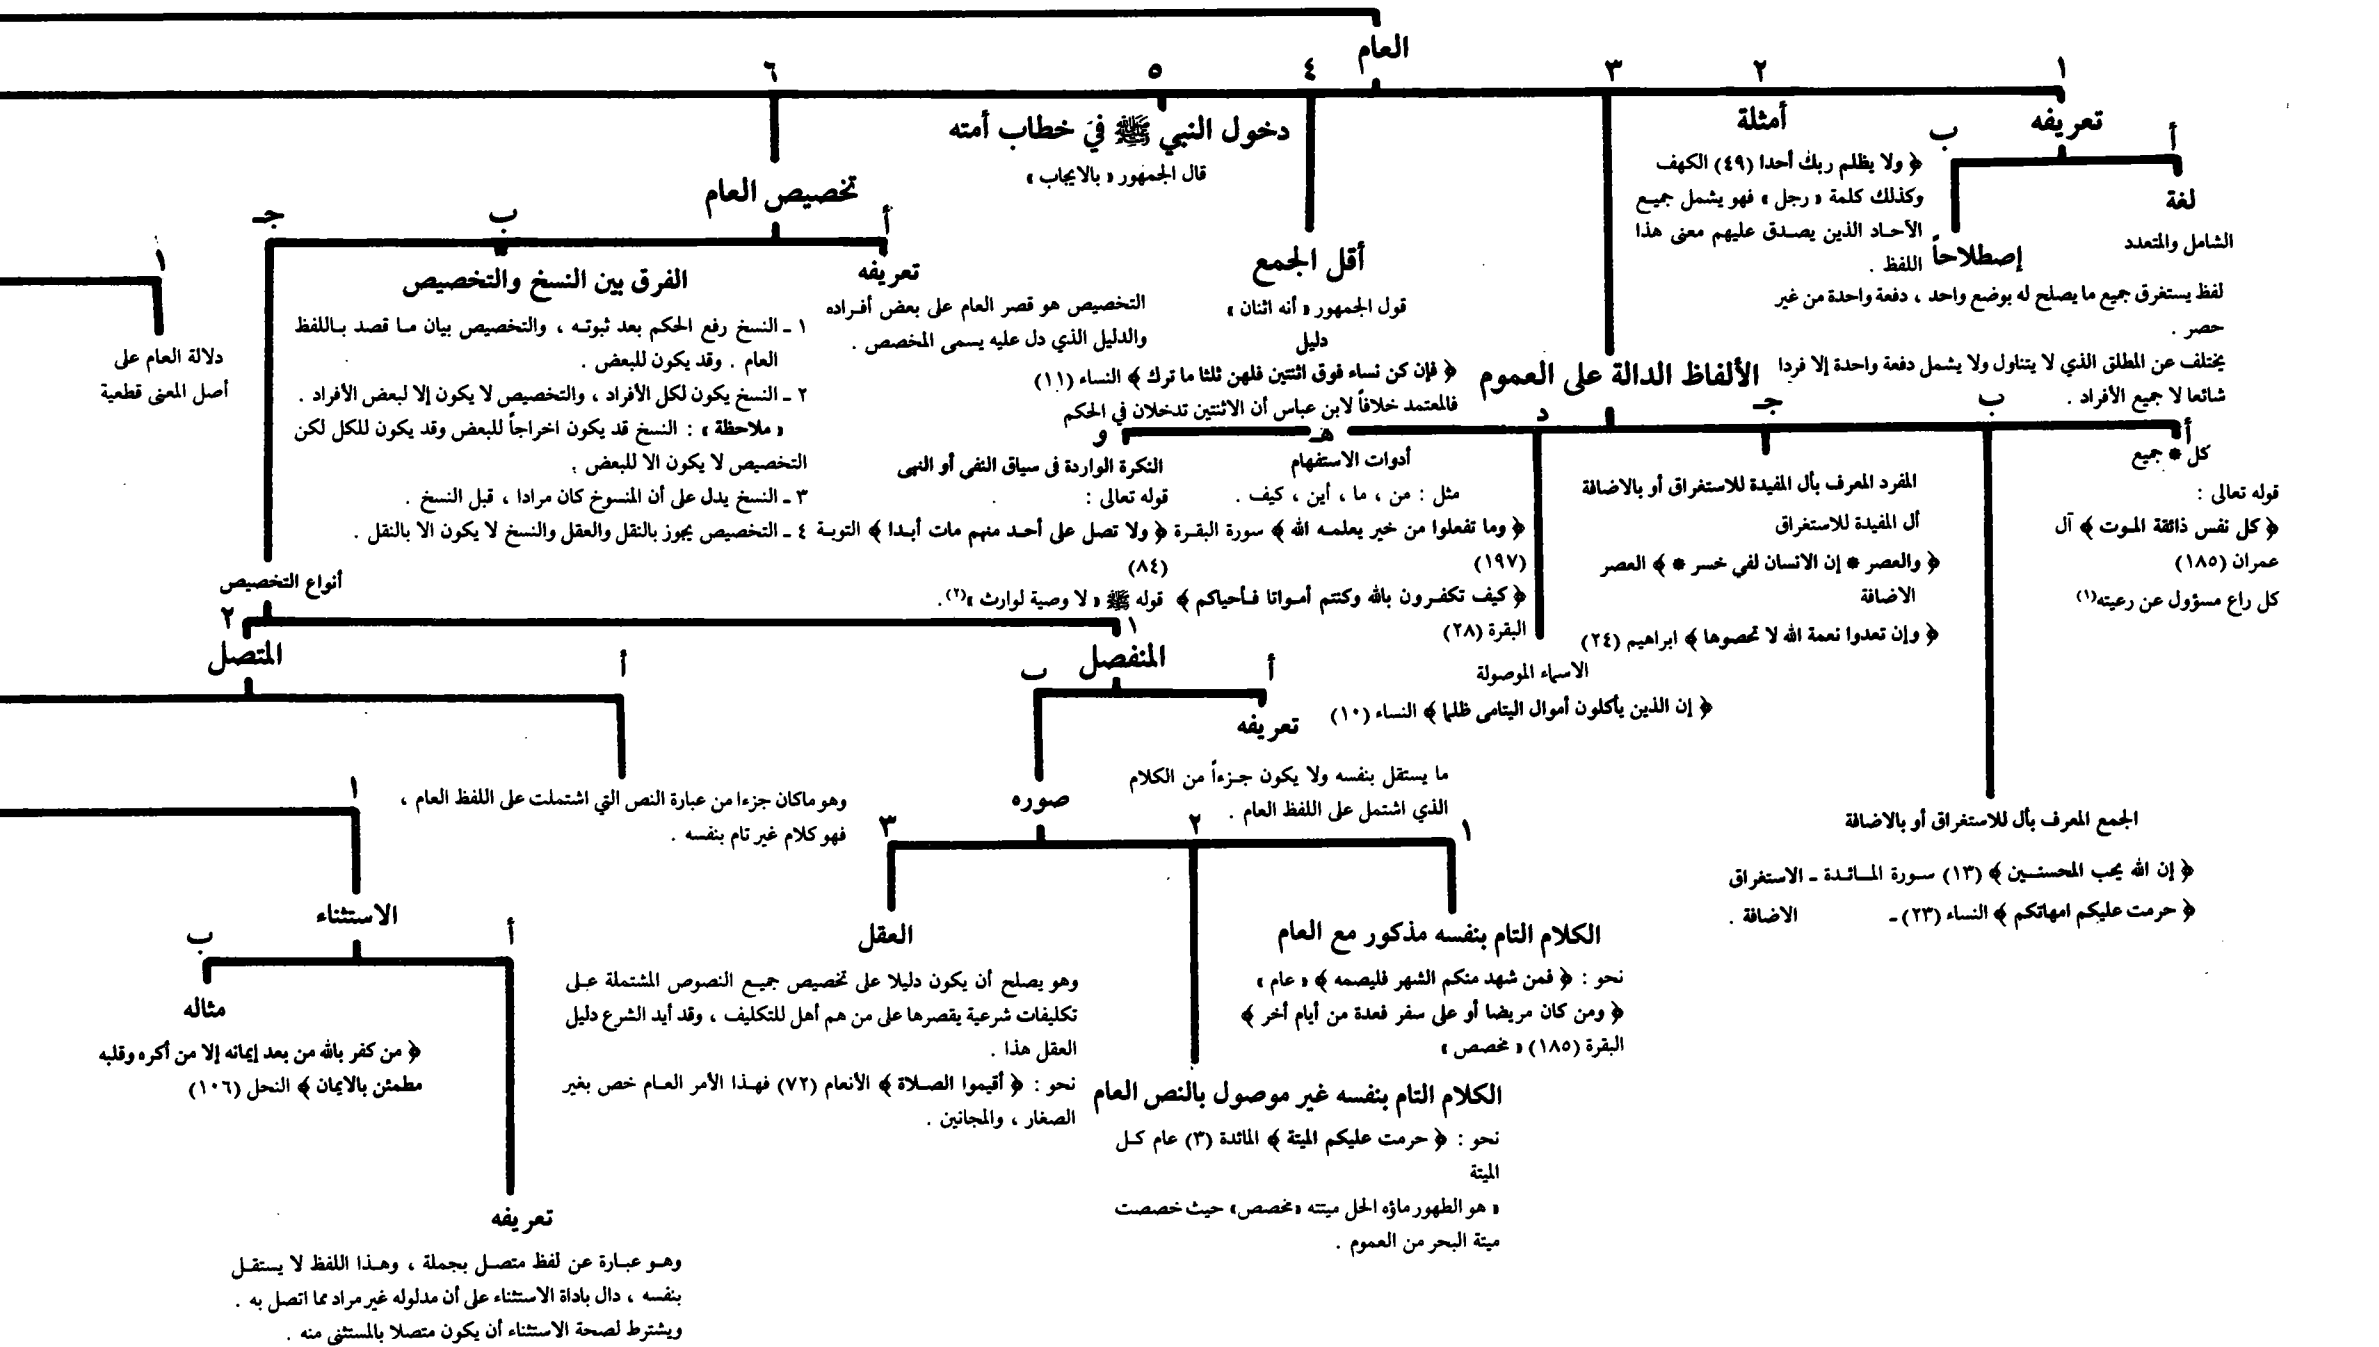 العام
١
تعريفه
أ
لغة
الشامل والمتعدد
ب
إصطلاحاً
لفظ يستغرق جميع ما يصلح له بوضع واحد ، دفعة واحدة من غير
حصر .
يختلف عن المطلق الذي لا يتناول ولا يشمل دفعة واحدة إلا فردا
شائعا لا جميع الأفراد .
٢
أمثلة
﴿ ولا يظلم ربك أحدا (٤٩) الكهف
وكذلك كلمة « رجل » فهو يشمل جميع
الآحاد الذين يصدق عليهم معنى هذا
اللفظ .
٣
الألفاظ الدالة على العموم
أ
كل * جميع
قوله تعالى :
﴿ كل نفس ذائقة الموت ﴾ آل
عمران (١٨٥)
كل راع مسؤول عن رعيته(١)
ب
الجمع المعرف بأل للاستغراق أو بالاضافة
﴿ إن الله يحب المحسنين ﴾ (١٣) سورة المائدة ـ الاستغراق
﴿ حرمت عليكم امهاتكم ﴾ النساء (٢٣) ـ الاضافة .
جـ
المفرد المعرف بأل المفيدة للاستغراق أو بالاضافة
أل المفيدة للاستغراق
﴿ والعصر * إن الانسان لفي خسر * ﴾ العصر
الاضافة
﴿ وإن تعدوا نعمة الله لا تحصوها ﴾ ابراهيم (٢٤)
د
الاسماء الموصولة
﴿ إن الذين يأكلون أموال اليتامى ظلما ﴾ النساء (١٠)
هـ
أدوات الاستفهام
مثل : من ، ما ، أين ، كيف .
﴿ وما تفعلوا من خير يعلمه الله ﴾ سورة البقرة
(١٩٧)
﴿ كيف تكفرون بالله وكنتم أمواتا فأحياكم ﴾
البقرة (٢٨)
و
النكرة الواردة في سياق النفي أو النهى
قوله تعالى :
﴿ ولا تصل على أحد منهم مات أبدا ﴾ التوبة
(٨٤)
قوله ﷺ « لا وصية لوارث »(٢).
٤
أقل الجمع
قول الجمهور « أنه اثنان »
دليل
﴿ فإن كن نساء فوق اثنتين فلهن ثلثا ما ترك ﴾ النساء (١١)
فالمعتمد خلافاً لابن عباس أن الاثنتين تدخلان في الحكم
٥
دخول النبي ﷺ في خطاب أمته
قال الجمهور « بالايجاب »
٦
تخصيص العام
أ
تعريفه
التخصيص هو قصر العام على بعض أفراده
والدليل الذي دل عليه يسمى المخصص .
ب
الفرق بين النسخ والتخصيص
١ ـ النسخ رفع الحكم بعد ثبوته ، والتخصيص بيان ما قصد باللفظ
العام . وقد يكون للبعض .
٢ ـ النسخ يكون لكل الأفراد ، والتخصيص لا يكون إلا لبعض الأفراد .
« ملاحظة » : النسخ قد يكون اخراجاً للبعض وقد يكون للكل لكن
التخصيص لا يكون الا للبعض .
٣ ـ النسخ يدل على أن المنسوخ كان مرادا ، قبل النسخ .
٤ ـ التخصيص يجوز بالنقل والعقل والنسخ لا يكون الا بالنقل .
جـ
أنواع التخصيص
١
المنفصل
أ
تعريفه
ما يستقل بنفسه ولا يكون جزءاً من الكلام
الذي اشتمل على اللفظ العام .
ب
صوره
١
الكلام التام بنفسه مذكور مع العام
نحو : ﴿ فمن شهد منكم الشهر فليصمه ﴾ « عام »
﴿ ومن كان مريضا أو على سفر فعدة من أيام أخر ﴾
البقرة (١٨٥) « مخصص »
٢
الكلام التام بنفسه غير موصول بالنص العام
نحو : ﴿ حرمت عليكم الميتة ﴾ المائدة (٣) عام كل
الميتة
« هو الطهور ماؤه الحل ميتته «مخصص» حيث خصصت
ميتة البحر من العموم .
٣
العقل
وهو يصلح أن يكون دليلا على تخصيص جميع النصوص المشتملة على
تكليفات شرعية يقصرها على من هم أهل للتكليف ، وقد أيد الشرع دليل
العقل هذا .
نحو : ﴿ أقيموا الصلاة ﴾ الأنعام (٧٢) فهذا الأمر العام خص بغير
الصغار ، والمجانين .
٢
المتصل
أ
وهو ماكان جزءا من عبارة النص التي اشتملت على اللفظ العام ،
فهو كلام غير تام بنفسه .
١
الاستثناء
أ
تعريفه
وهو عبارة عن لفظ متصل بجملة ، وهذا اللفظ لا يستقل
بنفسه ، دال باداة الاستثناء على أن مدلوله غير مراد مما اتصل به .
ويشترط لصحة الاستثناء أن يكون متصلا بالمستثنى منه .
ب
مثاله
﴿ من كفر بالله من بعد إيمانه إلا من أكره وقلبه
مطمئن بالايمان ﴾ النحل (١٠٦)
١
دلالة العام على
أصل المعنى قطعية